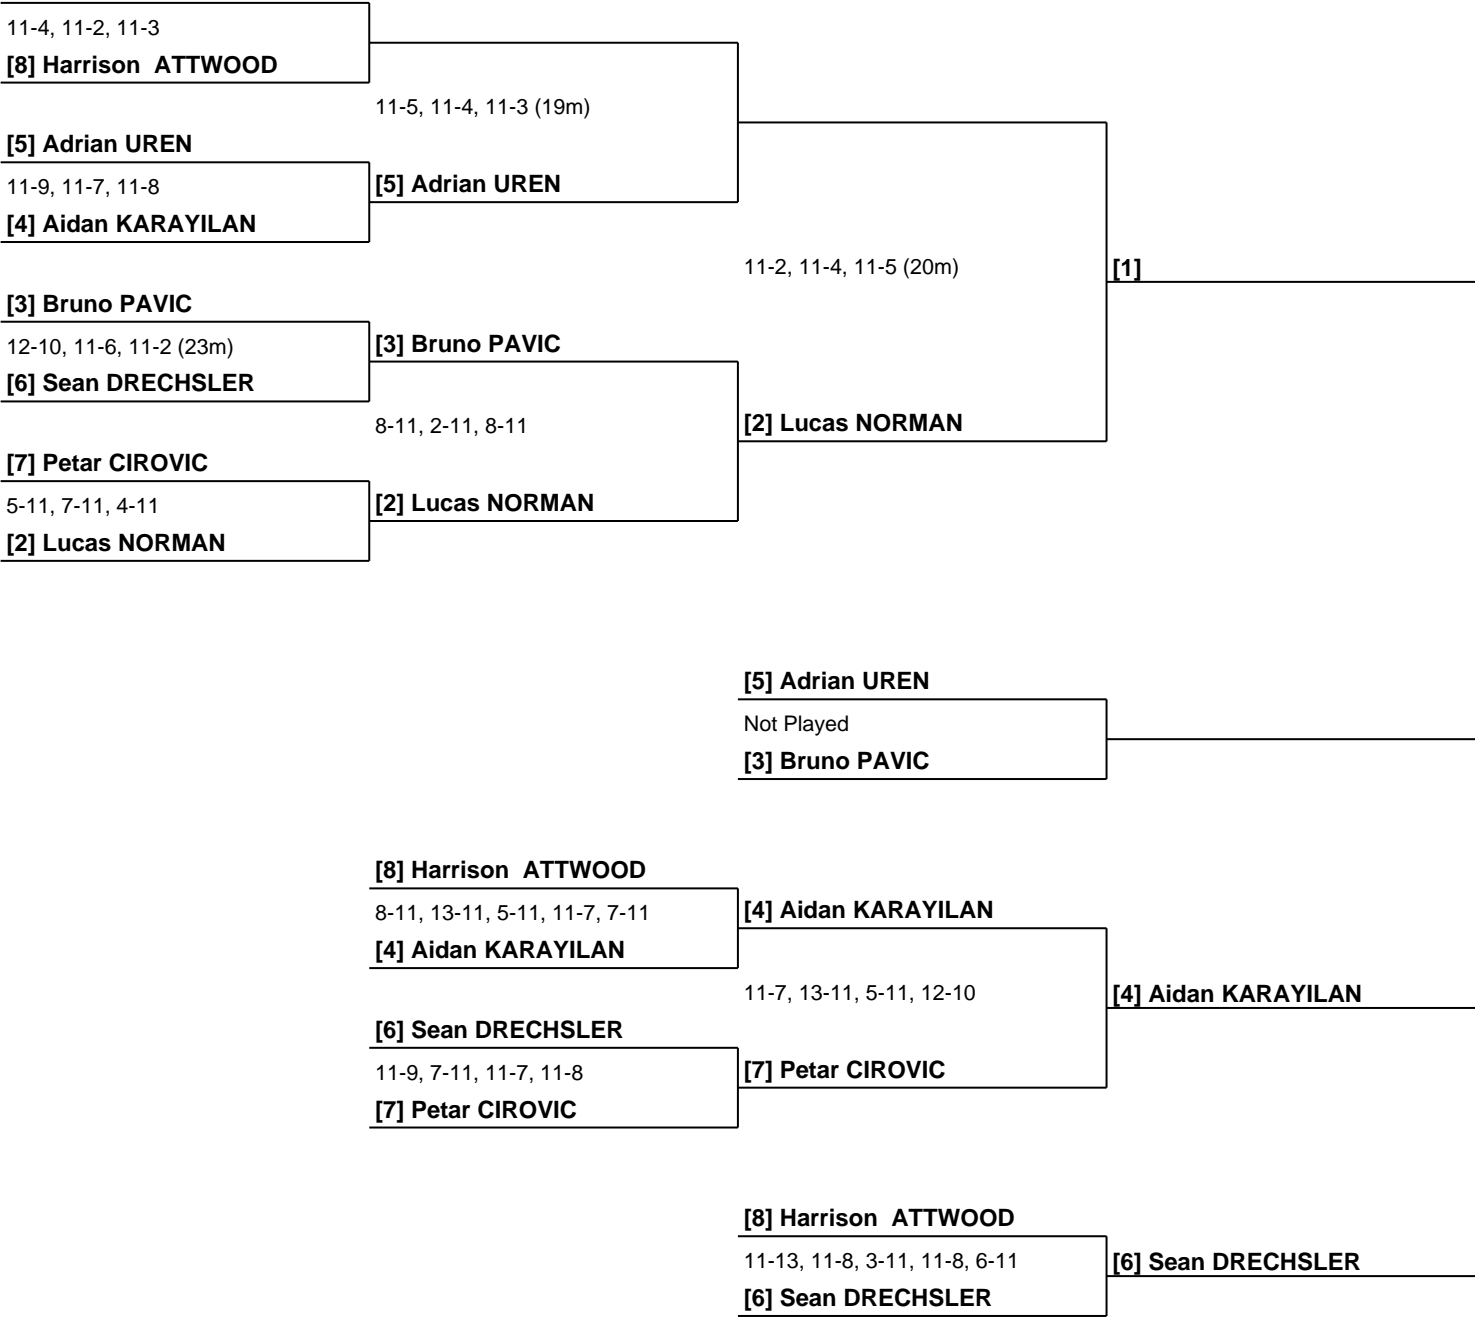 11-4, 11-2, 11-3
[8] Harrison  ATTWOOD
11-5, 11-4, 11-3 (19m)
[5] Adrian UREN
11-9, 11-7, 11-8
[5] Adrian UREN
[4] Aidan KARAYILAN
11-2, 11-4, 11-5 (20m)
[1]
[3] Bruno PAVIC
12-10, 11-6, 11-2 (23m)
[3] Bruno PAVIC
[6] Sean DRECHSLER
8-11, 2-11, 8-11
[2] Lucas NORMAN
[7] Petar CIROVIC
5-11, 7-11, 4-11
[2] Lucas NORMAN
[2] Lucas NORMAN
[5] Adrian UREN
Not Played
[3] Bruno PAVIC
[8] Harrison  ATTWOOD
8-11, 13-11, 5-11, 11-7, 7-11
[4] Aidan KARAYILAN
[4] Aidan KARAYILAN
11-7, 13-11, 5-11, 12-10
[4] Aidan KARAYILAN
[6] Sean DRECHSLER
11-9, 7-11, 11-7, 11-8
[7] Petar CIROVIC
[7] Petar CIROVIC
[8] Harrison  ATTWOOD
11-13, 11-8, 3-11, 11-8, 6-11
[6] Sean DRECHSLER
[6] Sean DRECHSLER